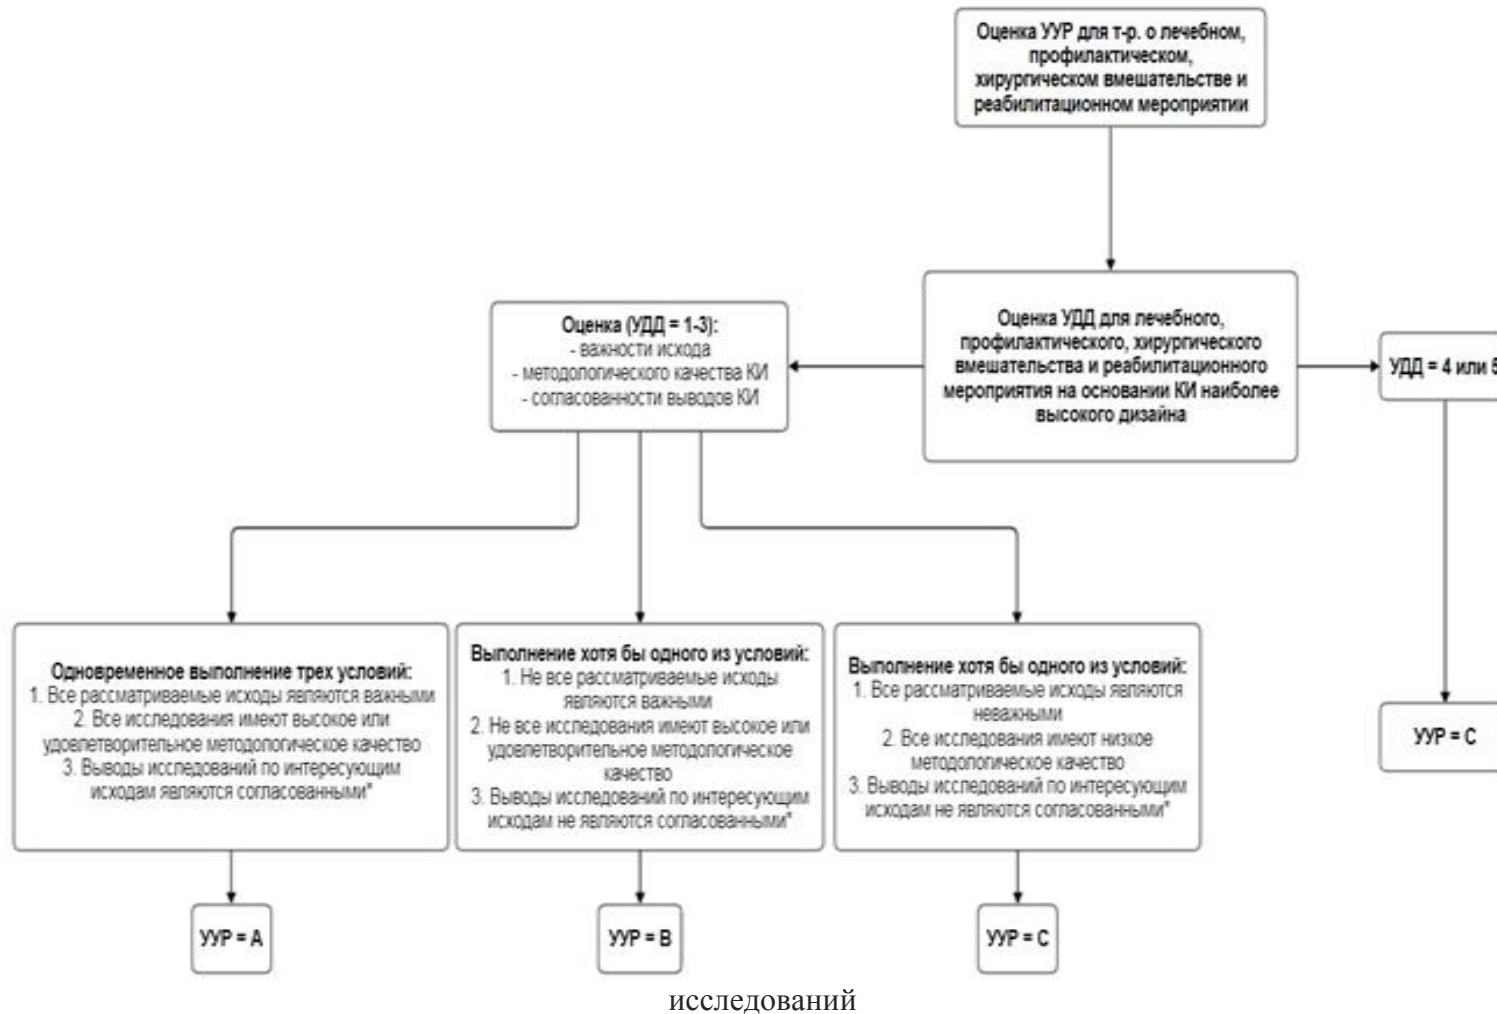 Оценка УУР для т-р. о лечебном,
профилактическом,
хирургическом вмешательстве и
реабилитационном мероприятии
Оценка (УДД = 1-3):
- важности исхода
- методологического качества КИ
- согласованности выводов КИ
Оценка УДД для лечебного,
профилактического, хирургического
вмешательства и реабилитационного
мероприятия на основании КИ наиболее
высокого дизайна
УДД = 4 или 5
Одновременное выполнение трех условий:
1. Все рассматриваемые исходы являются важными
2. Все исследования имеют высокое или
удовлетворительное методологическое качество
3. Выводы исследований по интересующим
исходам являются согласованными*
Выполнение хотя бы одного из условий:
1. Не все рассматриваемые исходы
являются важными
2. Не все исследования имеют высокое или
удовлетворительное методологическое
качество
3. Выводы исследований по интересующим
исходам не являются согласованными*
Выполнение хотя бы одного из условий:
1. Все рассматриваемые исходы являются
неважными
2. Все исследования имеют низкое
методологическое качество
3. Выводы исследований по интересующим
исходам не являются согласованными*
УУР = C
УУР = A
УУР = B
УУР = C
исследований